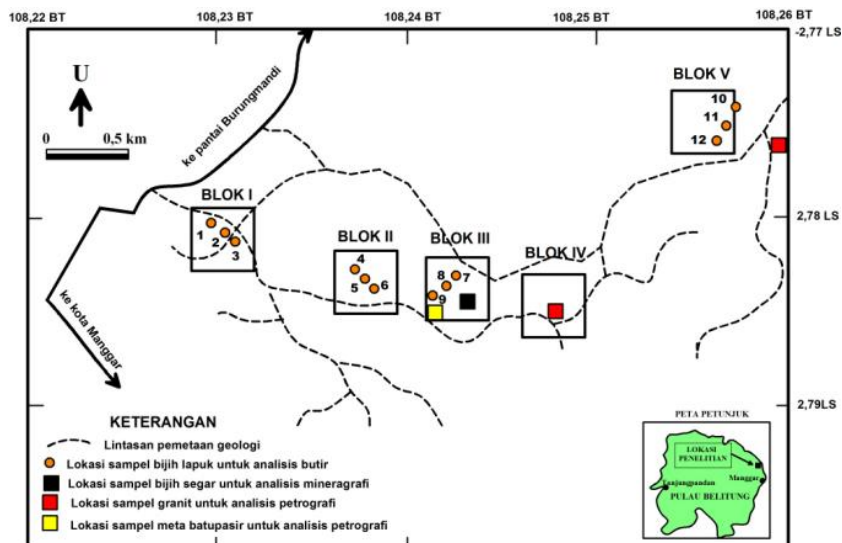 108,22 BT 108,23 BT 108,24 BT 108,25 BT 108,26 BT
-2,77 LS
U
0 0,5 km
ke pantai Burungmandi
BLOK V
10
11
12
2,78 LS
BLOK I
1
2
3
BLOK II
4
5 6
BLOK III
8 7
9
BLOK IV
ke kota Manggar
2,79LS
KETERANGAN
Lintasan pemetaan geologi
Lokasi sampel bijih lapuk untuk analisis butir
Lokasi sampel bijih segar untuk analisis mineragrafi
Lokasi sampel granit untuk analisis petrografi
Lokasi sampel meta batupasir untuk analisis petrografi
PETA PETUNJUK
LOKASI
PENELITIAN
Manggar
Tanjungpandan
PULAU BELITUNG